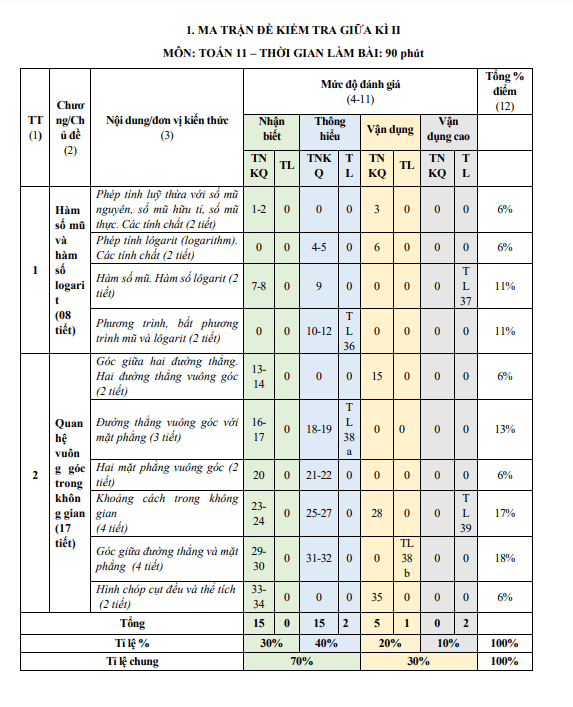 1. MA TRẬN ĐỀ KIỂM TRA GIỮA KÌ II
MÔN: TOÁN 11 – THỜI GIAN LÀM BÀI: 90 phút
TT (1) Chương/Chủ đề (2) Nội dung/đơn vị kiến thức (3) Mức độ đánh giá (4-11) Tổng % điểm (12)
Nhận biết Thông hiểu Vận dụng Vận dụng cao
TN KQ TL TNK Q T L TN KQ TL TN KQ T L
1 Hàm số mũ và hàm số logarit (08 tiết)
Phép tính luỹ thừa với số mũ nguyên, số mũ hữu tỉ, số mũ thực. Các tính chất (2 tiết) 1-2 0 0 0 3 0 0 0 6%
Phép tính lôgarit (logarithm). Các tính chất (2 tiết) 0 0 4-5 0 6 0 0 0 6%
Hàm số mũ. Hàm số lôgarit (2 tiết) 7-8 0 9 0 0 0 0 T L 37 11%
Phương trình, bất phương trình mũ và lôgarit (2 tiết) 0 0 10-12 T L 36 0 0 0 0 11%
2 Quan hệ vuông góc trong không gian (17 tiết)
Góc giữa hai đường thẳng. Hai đường thẳng vuông góc (2 tiết) 13-14 0 0 0 15 0 0 0 6%
Đường thẳng vuông góc với mặt phẳng (3 tiết) 16-17 0 18-19 T L 38 a 0 0 0 0 13%
Hai mặt phẳng vuông góc (2 tiết) 20 0 21-22 0 0 0 0 0 6%
Khoảng cách trong không gian (4 tiết) 23-24 0 25-27 0 28 0 0 T L 39 17%
Góc giữa đường thẳng và mặt phẳng (4 tiết) 29-30 0 31-32 0 0 TL 38 b 0 0 18%
Hình chóp cụt đều và thể tích (2 tiết) 33-34 0 0 0 35 0 0 0 6%
Tổng 15 0 15 2 5 1 0 2
Tỉ lệ % 30% 40% 20% 10% 100%
Tỉ lệ chung 70% 30% 100%